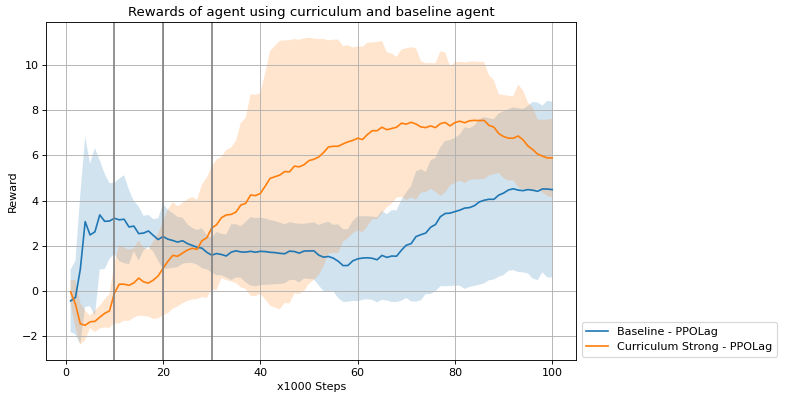 Rewards of agent using curriculum and baseline agent
Reward
10
8
6
4
2
0
−2
0 20 40 60 80 100
x1000 Steps
Baseline - PPOLag
Curriculum Strong - PPOLag